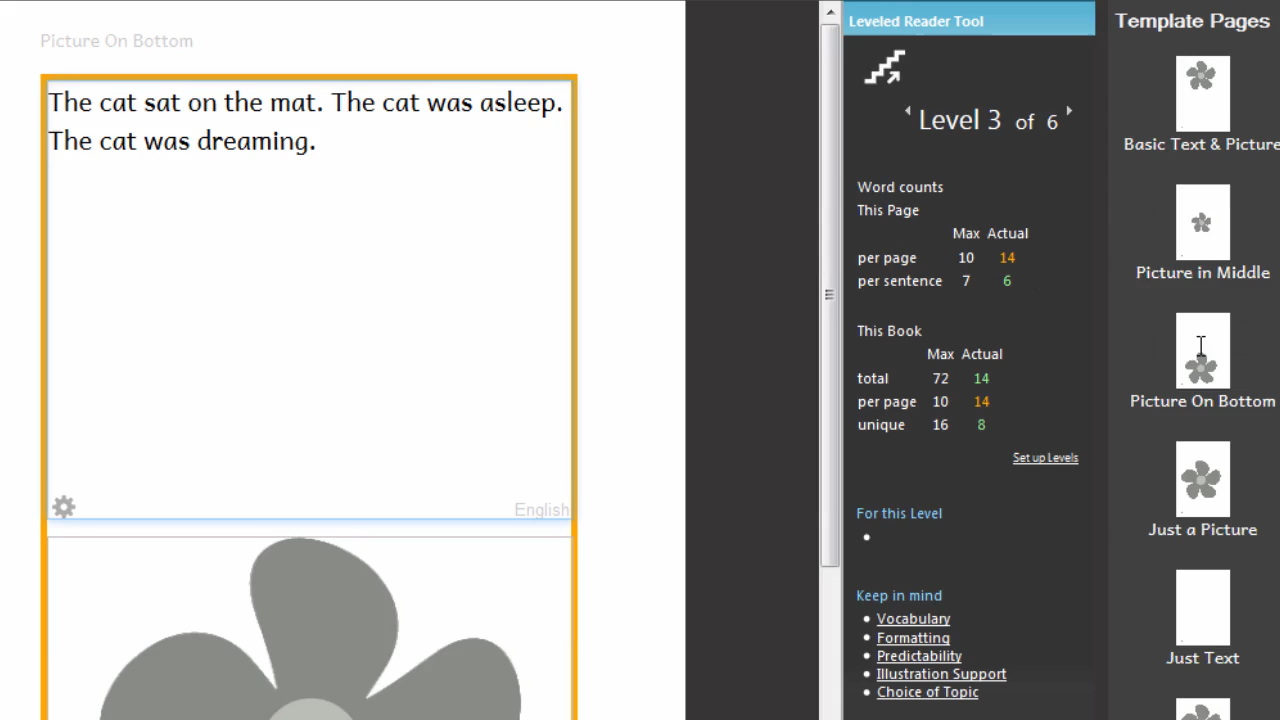 Picture On Bottom
The cat sat on the mat. The cat was asleep.
The cat was dreaming.
English
Leveled Reader Tool
Level 3 of 6
Word counts
This Page
Max Actual
per page 10 14
per sentence 7 6
This Book
Max Actual
total 72 14
per page 10 14
unique 16 8
Set up Levels
For this Level
Keep in mind
Vocabulary
Formatting
Predictability
Illustration Support
Choice of Topic
Template Pages
Basic Text & Picture
Picture in Middle
Picture On Bottom
Just a Picture
Just Text